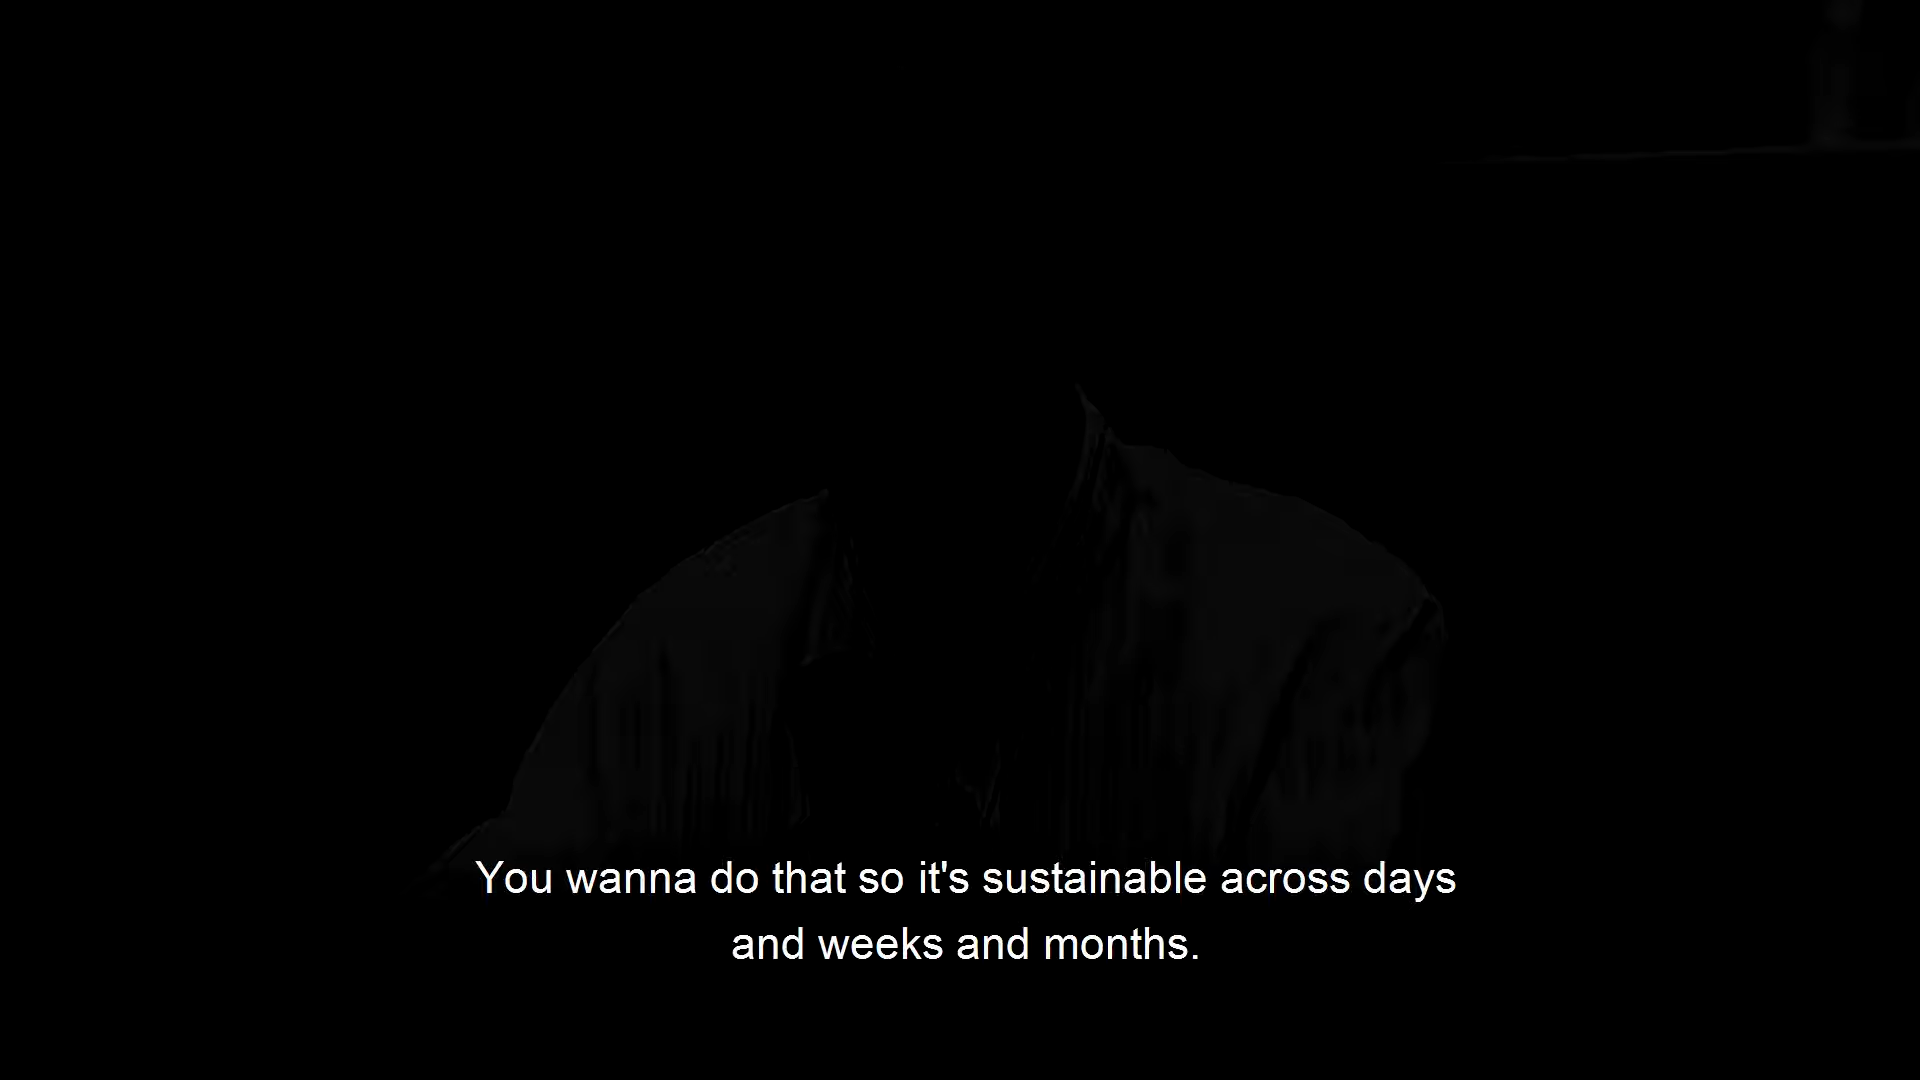 You wanna do that so it's sustainable across days
and weeks and months.